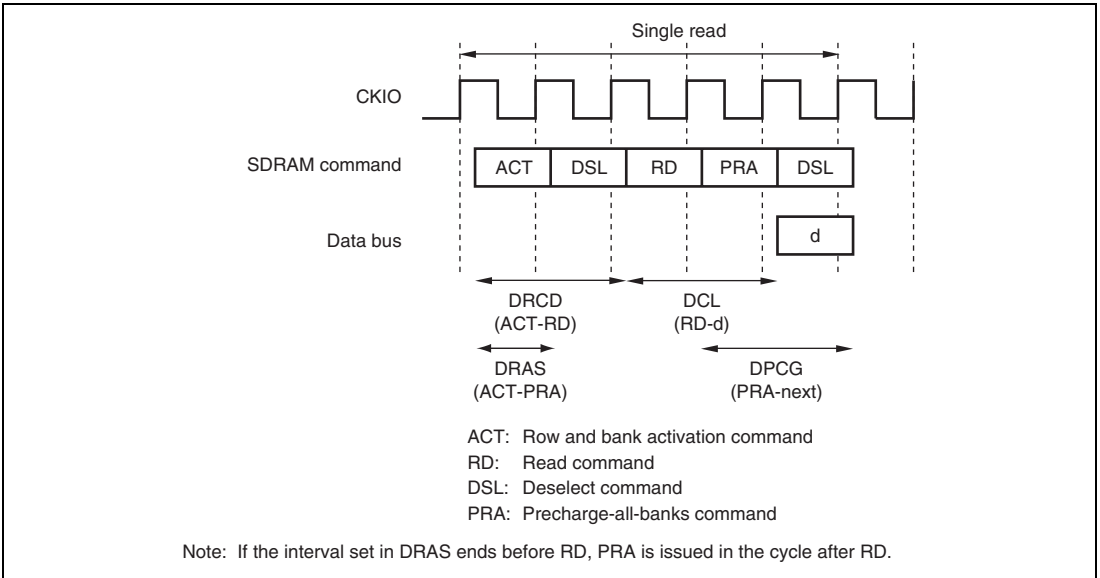 Single read
CKIO
SDRAM command
ACT DSL RD PRA DSL
Data bus
d
DRCD
(ACT-RD)
DCL
(RD-d)
DRAS
(ACT-PRA)
DPCG
(PRA-next)
ACT: Row and bank activation command
RD: Read command
DSL: Deselect command
PRA: Precharge-all-banks command
Note: If the interval set in DRAS ends before RD, PRA is issued in the cycle after RD.